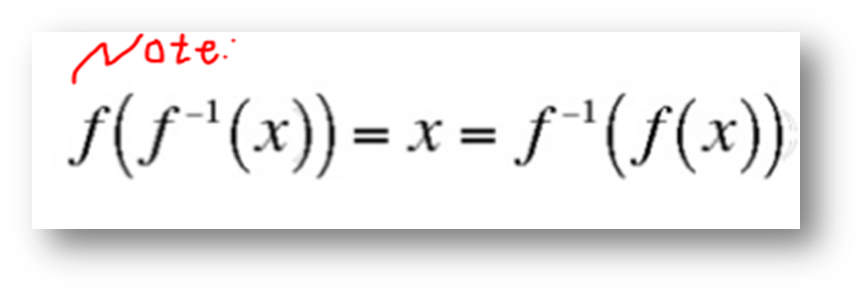 Note:
f(f⁻¹(x)) = x = f⁻¹(f(x))